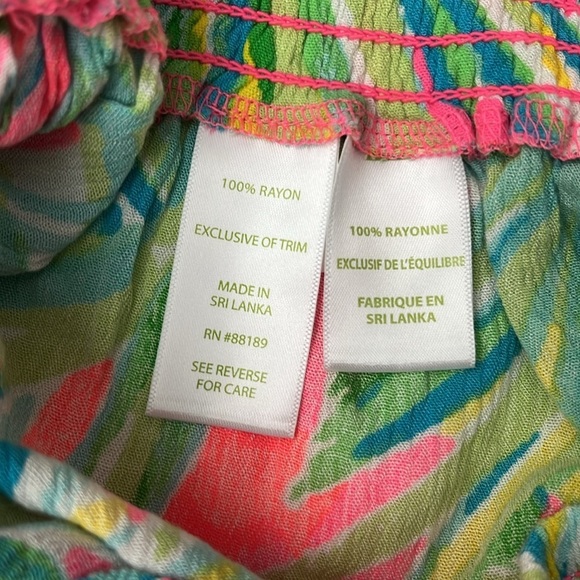 100% RAYON
EXCLUSIVE OF TRIM
MADE IN
SRI LANKA
RN #88189
SEE REVERSE
FOR CARE
100% RAYONNE
EXCLUSIF DE L'ÉQUILIBRE
FABRIQUE EN
SRI LANKA